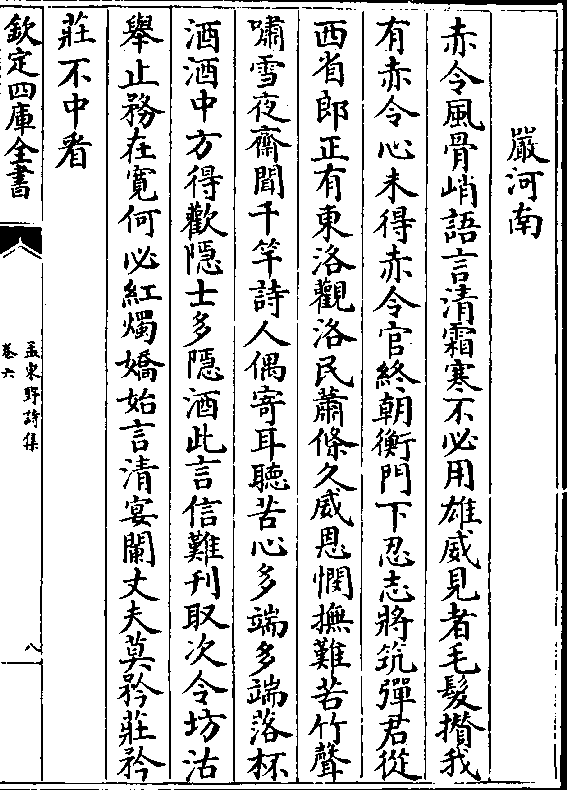 嚴河南
赤令風骨峭語言清霜寒不必用雄威見者毛髮攢我
有赤令心未得赤令官終朝衡門下忍志將筑彈君從
西省郎正有東洛觀洛民蕭條久威恩憫撫難若竹聲
嘯雪夜齋聞千竿詩人偶寄耳聽苦心多端多端落杯
酒酒中方得歡隱士多隱酒此言信難刊取次令坊沽
舉止務在寛何必紅燭嬌始言清宴闌丈夫莫矜莊矜
莊不中看
欽定四庫全書
孟東野詩集
卷六
八